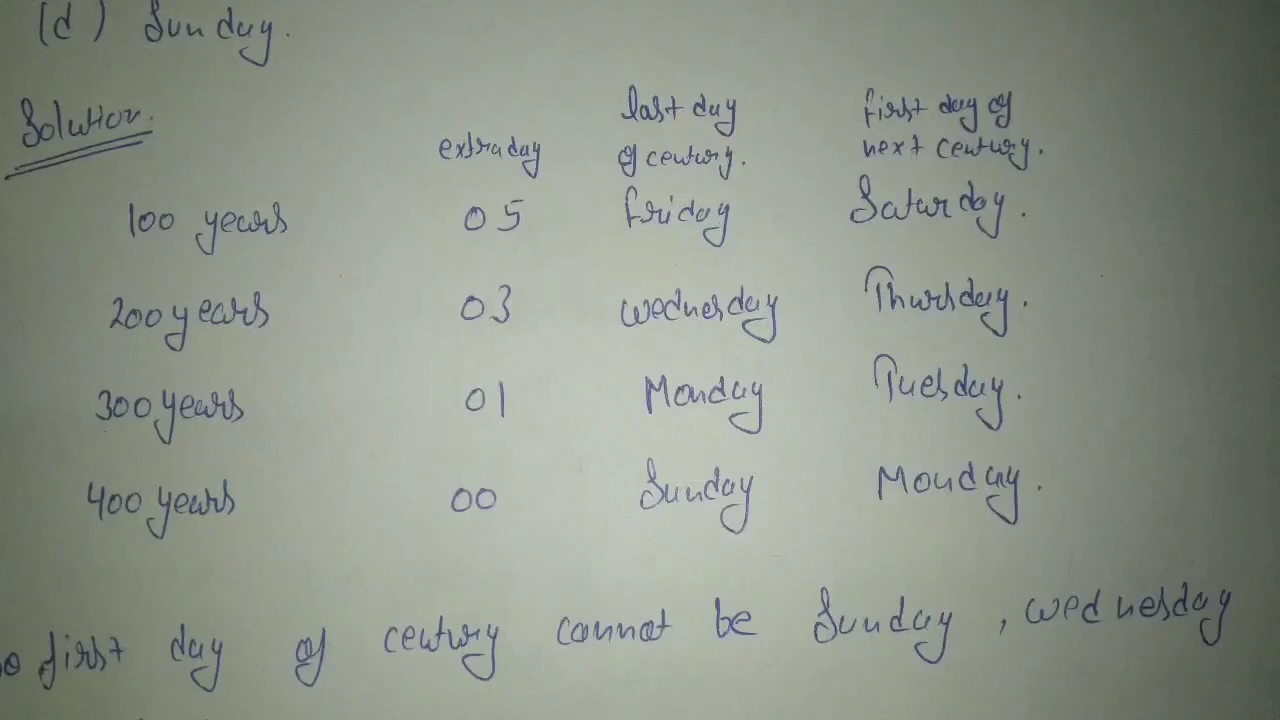 (d) Sunday.
Solution.
extraday last day of century. first day of next century.
100 years 05 friday Saturday.
200 years 03 wednesday Thursday.
300 years 01 Monday Tuesday.
400 years 00 Sunday Monday.
first day of century cannot be Sunday, wednesday